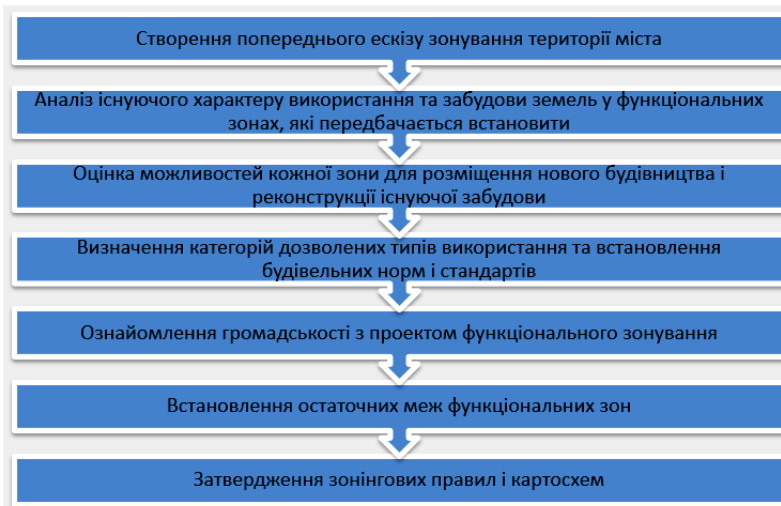 Створення попереднього ескізу зонування території міста
Аналіз існуючого характеру використання та забудови земель у функціональних
зонах, які передбачається встановити
Оцінка можливостей кожної зони для розміщення нового будівництва і
реконструкції існуючої забудови
Визначення категорій дозволених типів використання та встановлення
будівельних норм і стандартів
Ознайомлення громадськості з проектом функціонального зонування
Встановлення остаточних меж функціональних зон
Затвердження зонінгових правил і картосхем